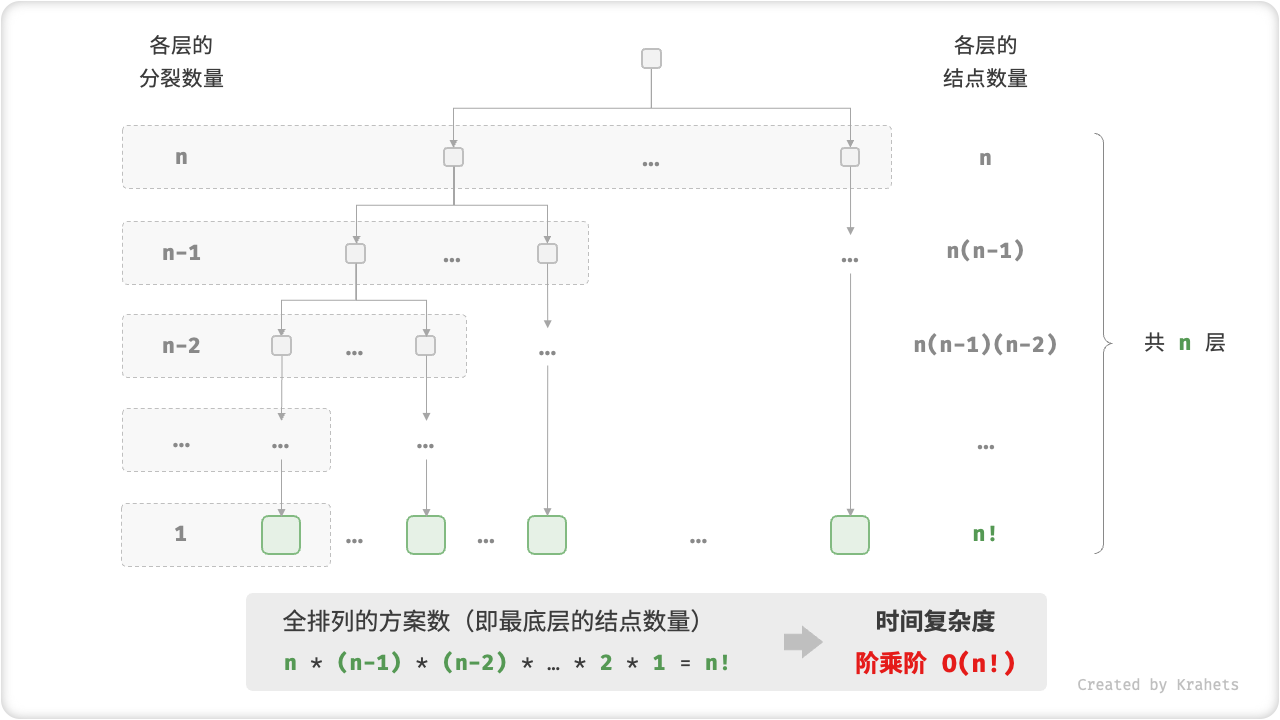 各层的
分裂数量
各层的
结点数量
n
…
n
n-1
…
…
n(n-1)
n-2
…
…
n(n-1)(n-2)
共 n 层
…
…
…
…
1
…
…
…
n!
全排列的方案数（即最底层的结点数量）
n * (n-1) * (n-2) * … * 2 * 1 = n!
时间复杂度
阶乘阶 O(n!)
Created by Krahets